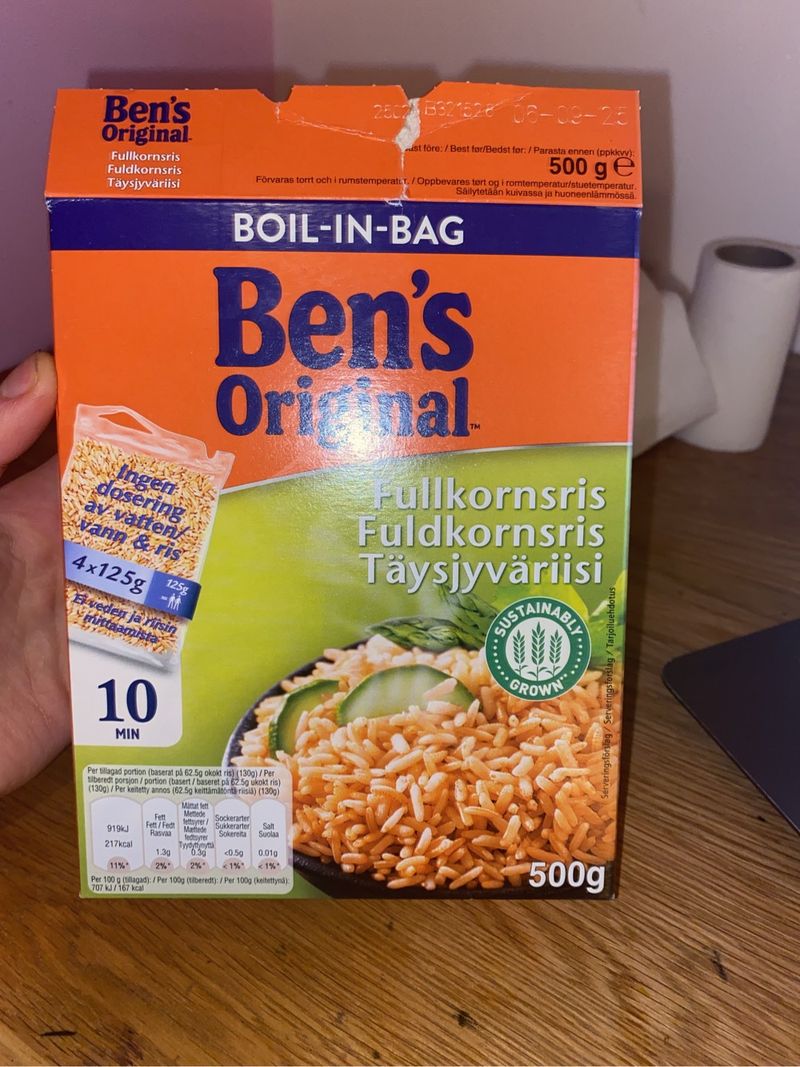 Ben's
Original
Fullkornsris
Fuldkornsris
Täysjyväriisi
06-09-25
före: / Best før/Bedst før: / Parasta ennen (ppkkvv):
500 g e
Förvaras torrt och i rumstemperatur. / Oppbevares tørt og i romtemperatur/stuetemperatur.
Säilytetään kuivassa ja huoneenlämmössä.
BOIL-IN-BAG
Ben's
Original™
Fullkornsris
Fuldkornsris
Täysjyväriisi
Ingen
dosering
av vatten/
vann & ris
4x125g
125g
Ei veden ja riisin
mittaamista
SUSTAINABLY
GROWN
10
MIN
Serveringsförslag / Serveringsforslag / Tarjoiluehdotus
Per tillagad portion (baserat på 62.5g okokt ris) (130g) / Per
tilberedt porsjon / portion (basert / baseret på 62.5g ukokt ris)
(130g) / Per keitetty annos (62.5g keittämätöntä riisiä) (130g)
919kJ
217kcal
11%*
Fett
Fett / Fedt
Rasvaa
1.3g
2%*
Mättat fett
Mettede
fettsyrer /
Mættede
fedtsyrer
Tyydyttynyttä
0.3g
2%*
Sockerarter
Sukkerarter
Sokereita
<0.5g
<1%*
Salt
Suolaa
0.01g
<1%*
Per 100 g (tillagad): / Per 100g (tilberedt): / Per 100g (keitettynä):
707 kJ / 167 kcal
500g